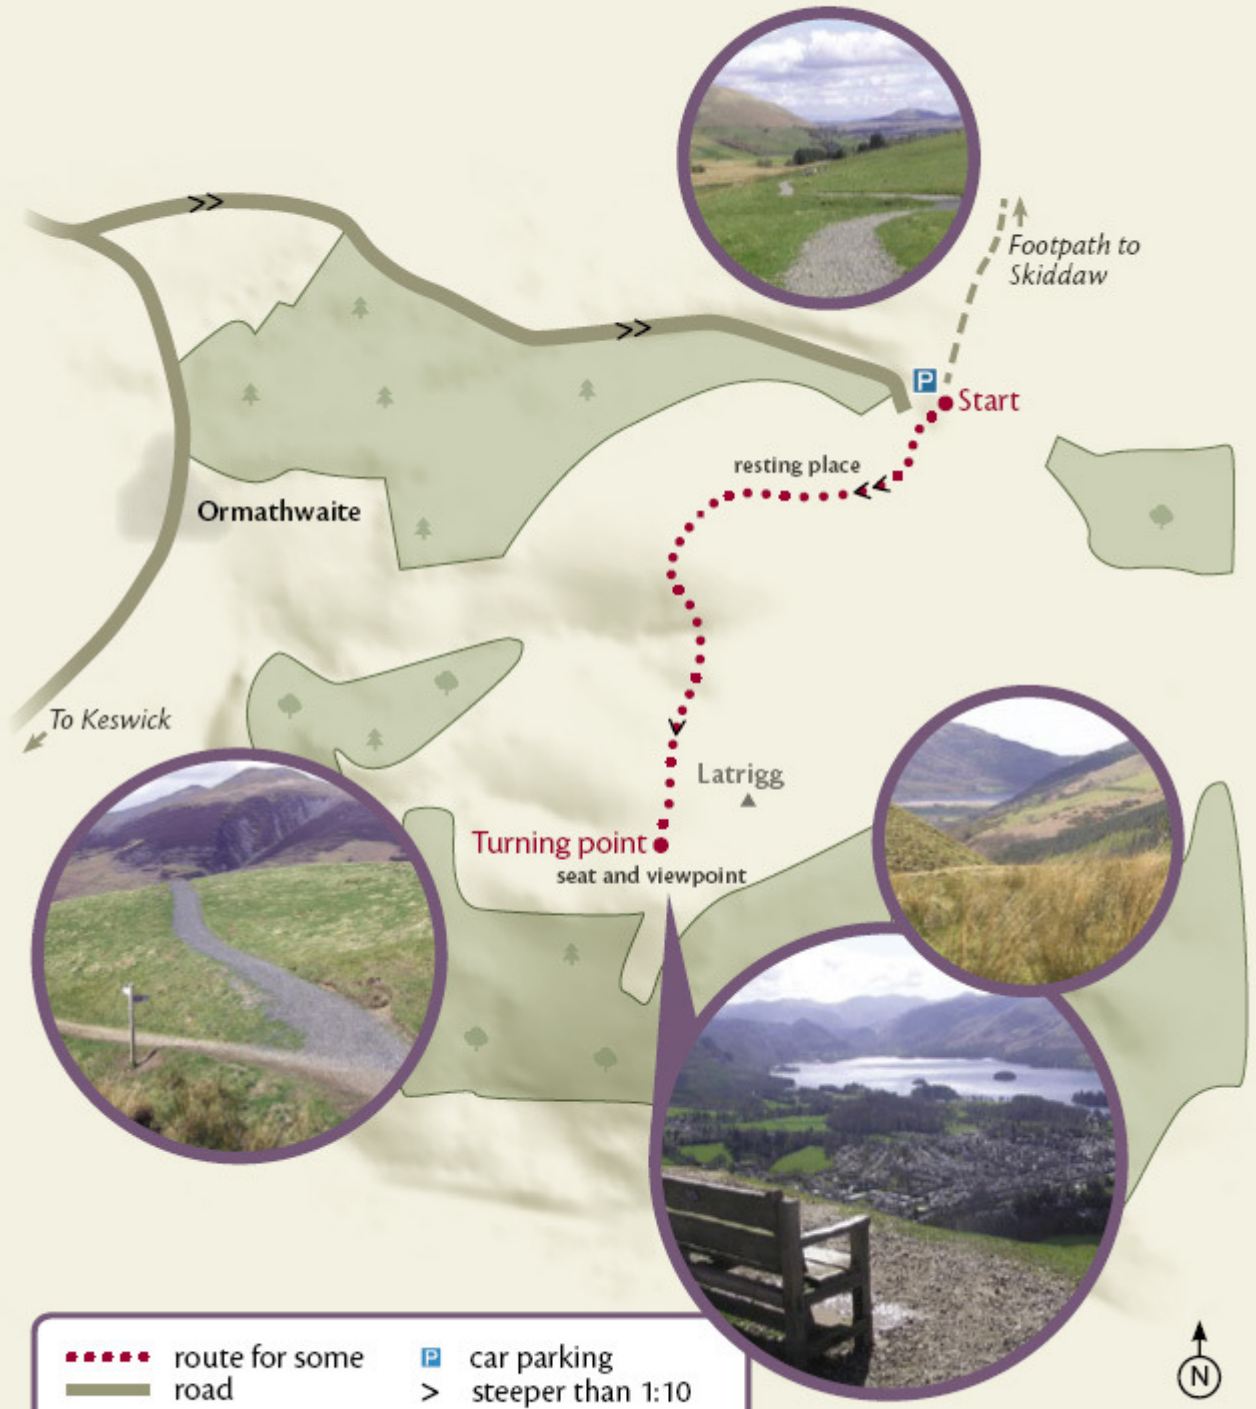 Footpath to
Skiddaw
P
Start
resting place
Ormathwaite
To Keswick
Latrigg
Turning point
seat and viewpoint
route for some
P car parking
road
> steeper than 1:10
N